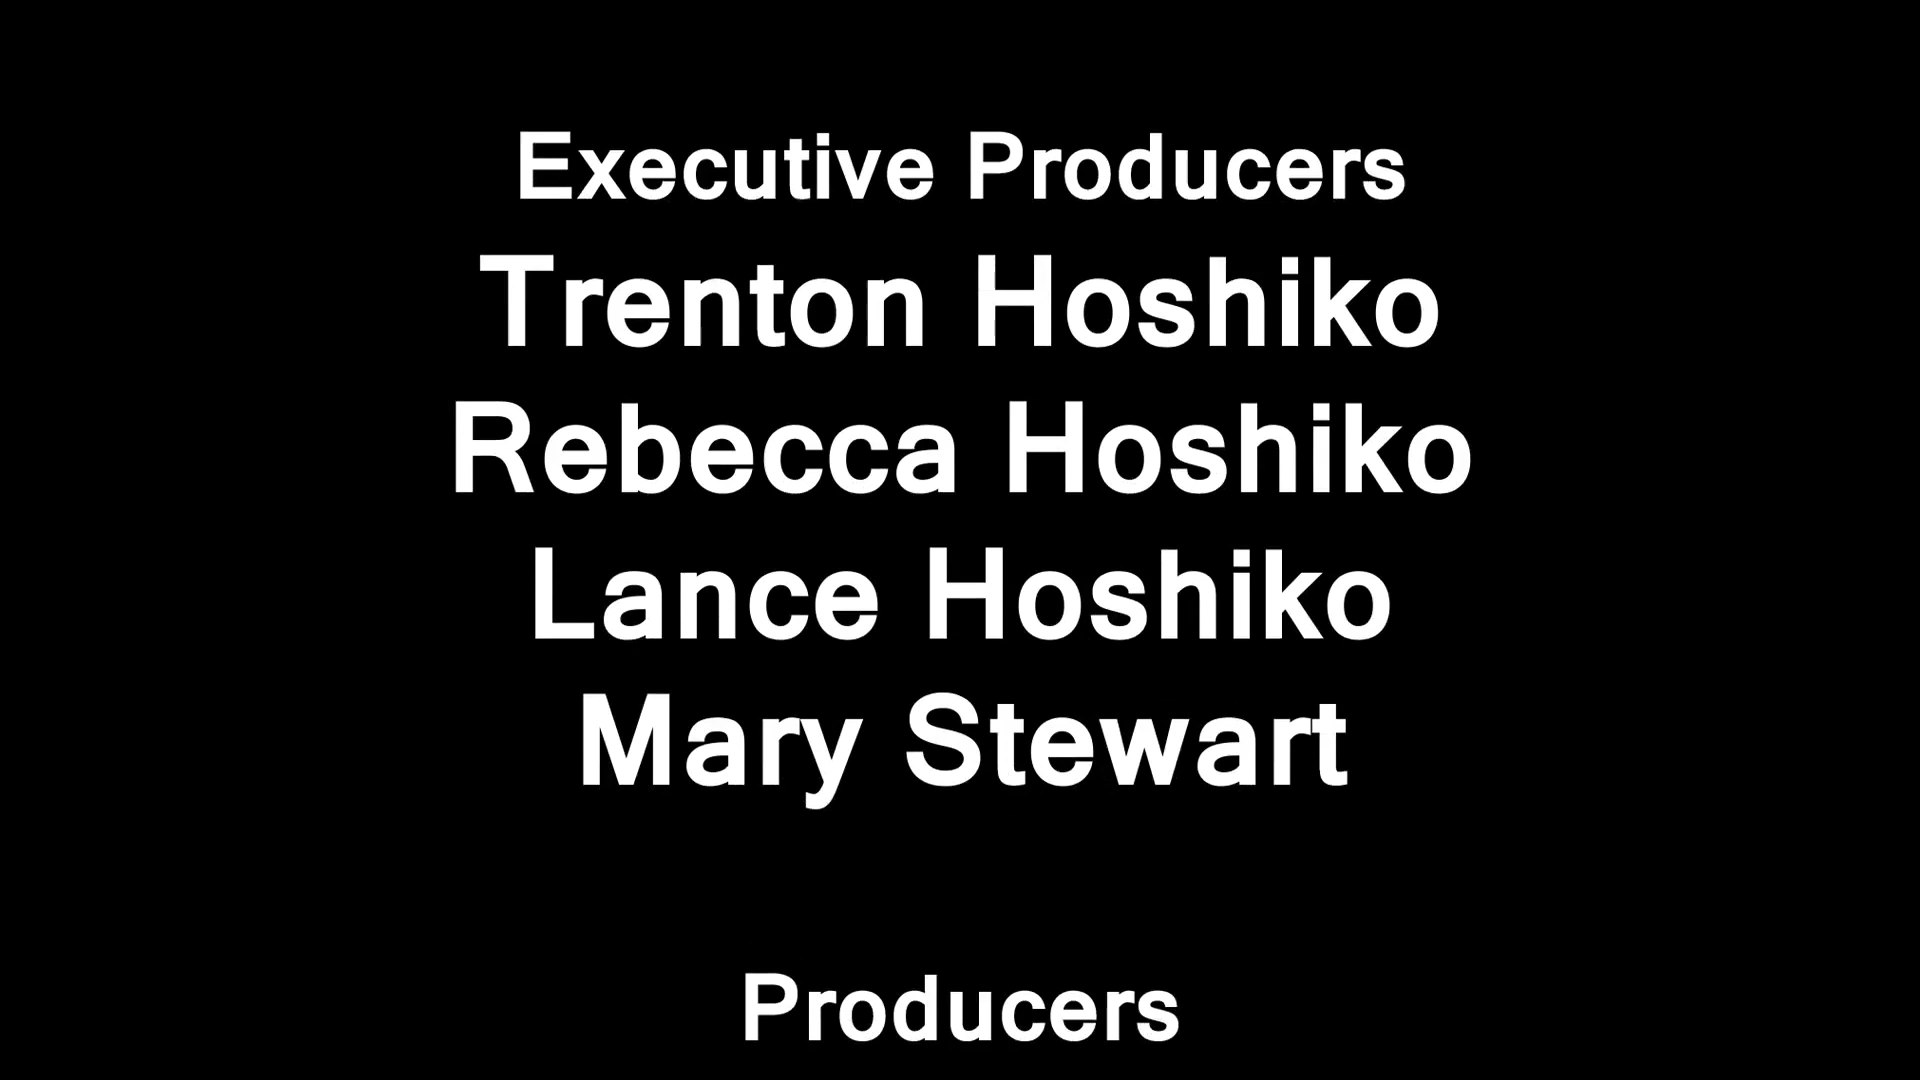 Executive Producers
Trenton Hoshiko
Rebecca Hoshiko
Lance Hoshiko
Mary Stewart
Producers